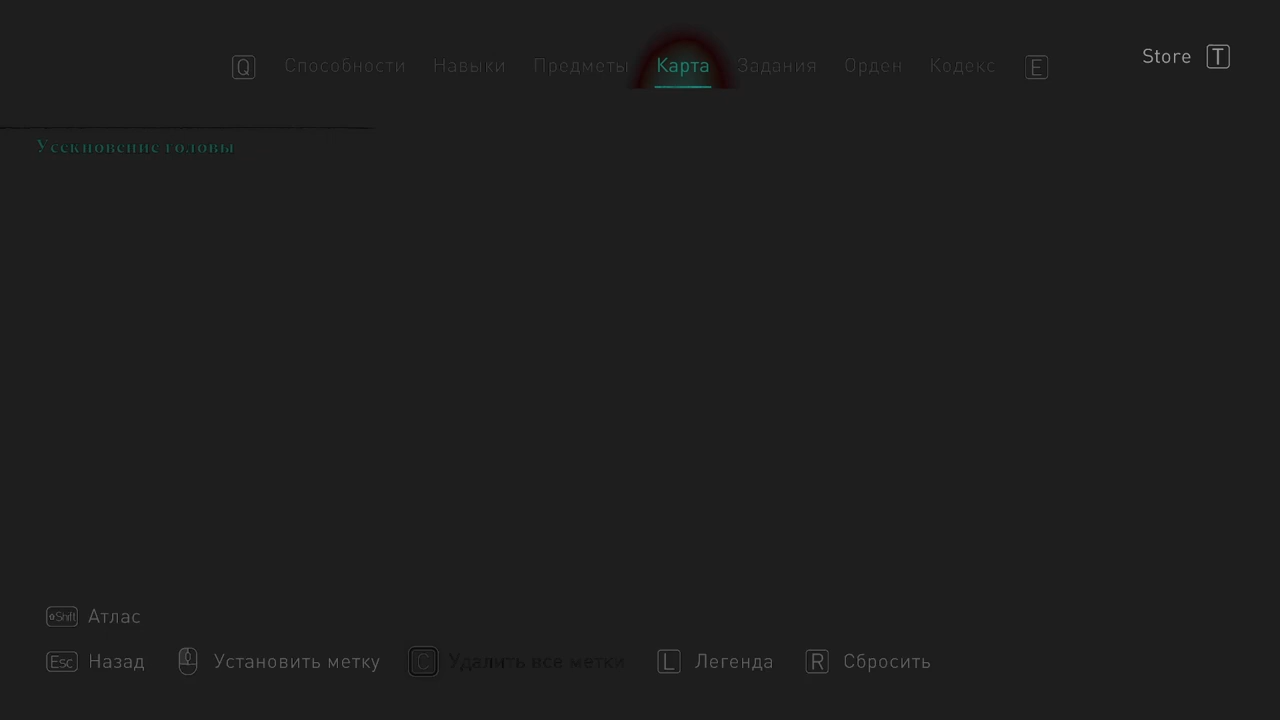 Q Способности Навыки Предметы Карта Задания Орден Кодекс E
Store T
Усекновение головы
Shift Атлас
Esc Назад Установить метку C Удалить все метки L Легенда R Сбросить